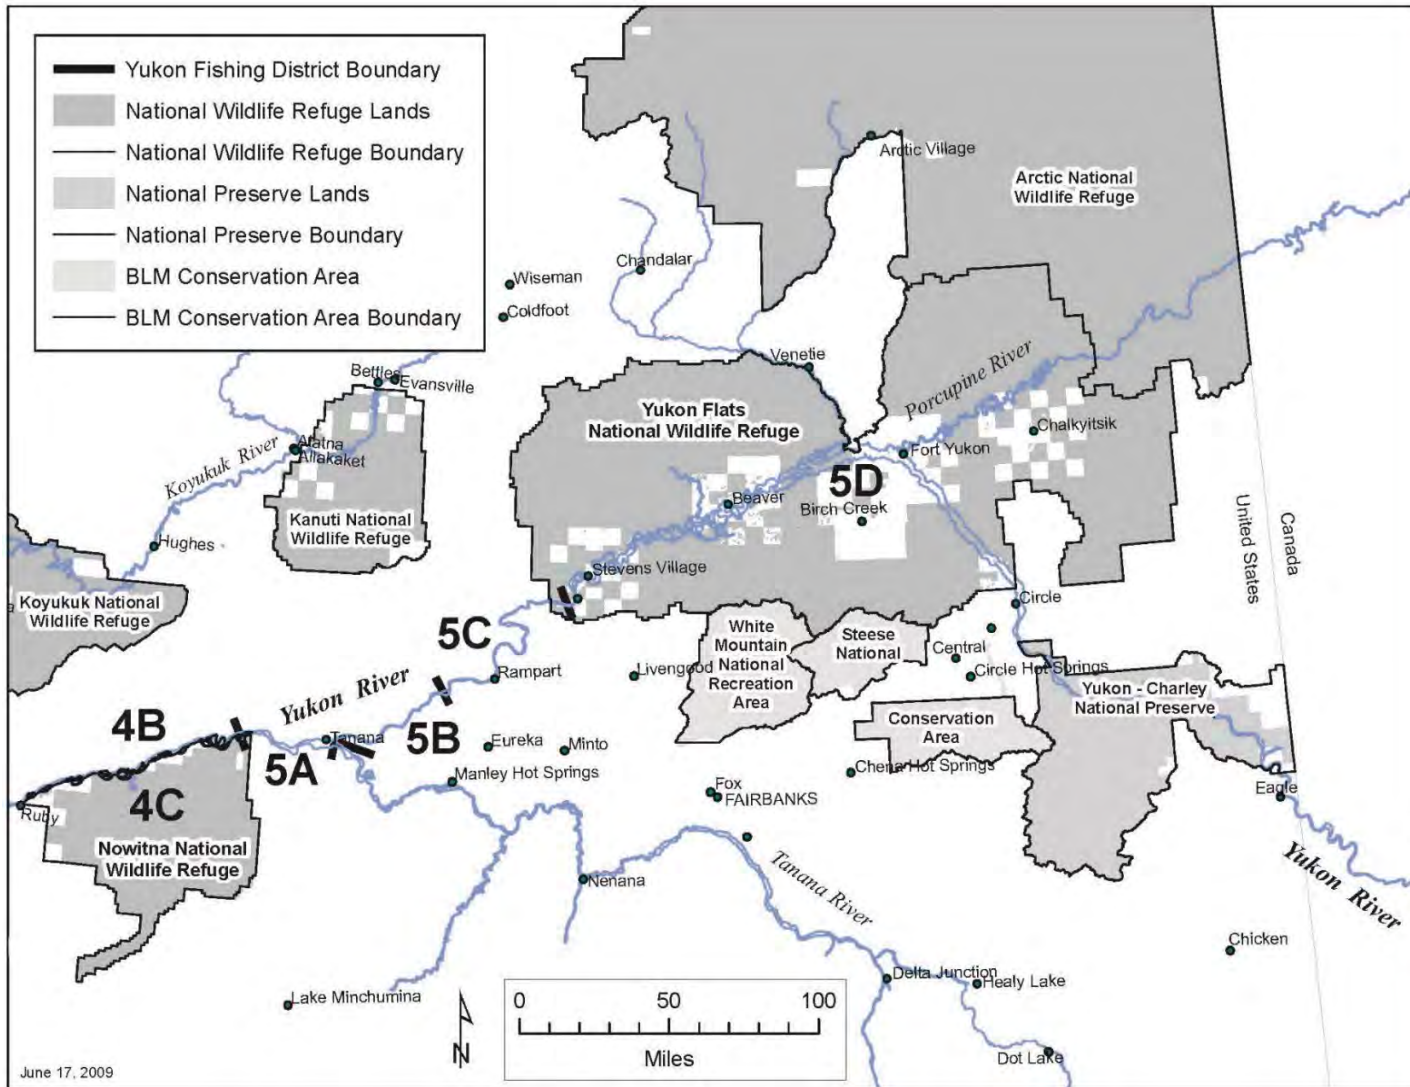 Yukon Fishing District Boundary
National Wildlife Refuge Lands
National Wildlife Refuge Boundary
National Preserve Lands
National Preserve Boundary
BLM Conservation Area
BLM Conservation Area Boundary
Arctic Village
Arctic National
Wildlife Refuge
Chandalar
Wiseman
Coldfoot
Venetie
Porcupine River
Bettles
Evansville
Yukon Flats
National Wildlife Refuge
Chalkyitsik
Alatna
Allakaket
Koyukuk River
Fort Yukon
5D
Beaver
Birch Creek
Kanuti National
Wildlife Refuge
United States
Canada
Hughes
Stevens Village
Koyukuk National
Wildlife Refuge
Circle
5C
White
Mountain
National
Recreation
Area
Steese
National
Central
Circle Hot Springs
Rampart
Livengood
Yukon River
Yukon - Charley
National Preserve
4B
Conservation
Area
Tanana
5B
Eureka
Minto
5A
Manley Hot Springs
Chena Hot Springs
4C
Fox
FAIRBANKS
Eagle
Ruby
Nowitna National
Wildlife Refuge
Nenana
Tanana River
Yukon River
Chicken
Delta Junction
Healy Lake
Lake Minchumina
0 50 100
Miles
N
Dot Lake
June 17, 2009